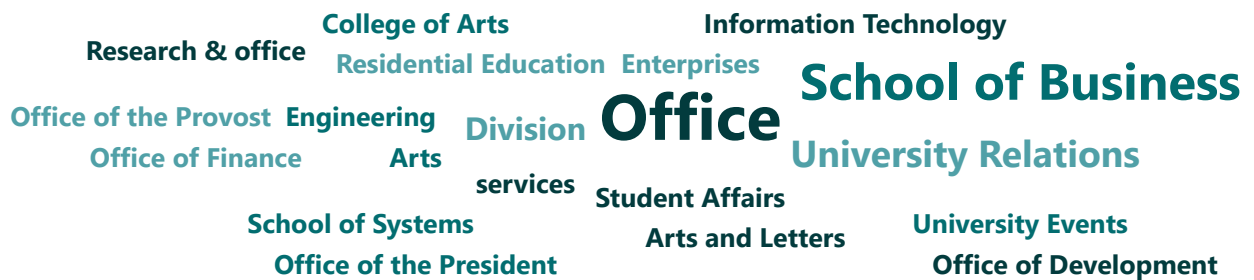 College of Arts
Information Technology
Research & office
Residential Education
Enterprises
School of Business
Office of the Provost
Engineering
Division
Office
Office of Finance
Arts
University Relations
services
Student Affairs
School of Systems
Arts and Letters
University Events
Office of the President
Office of Development